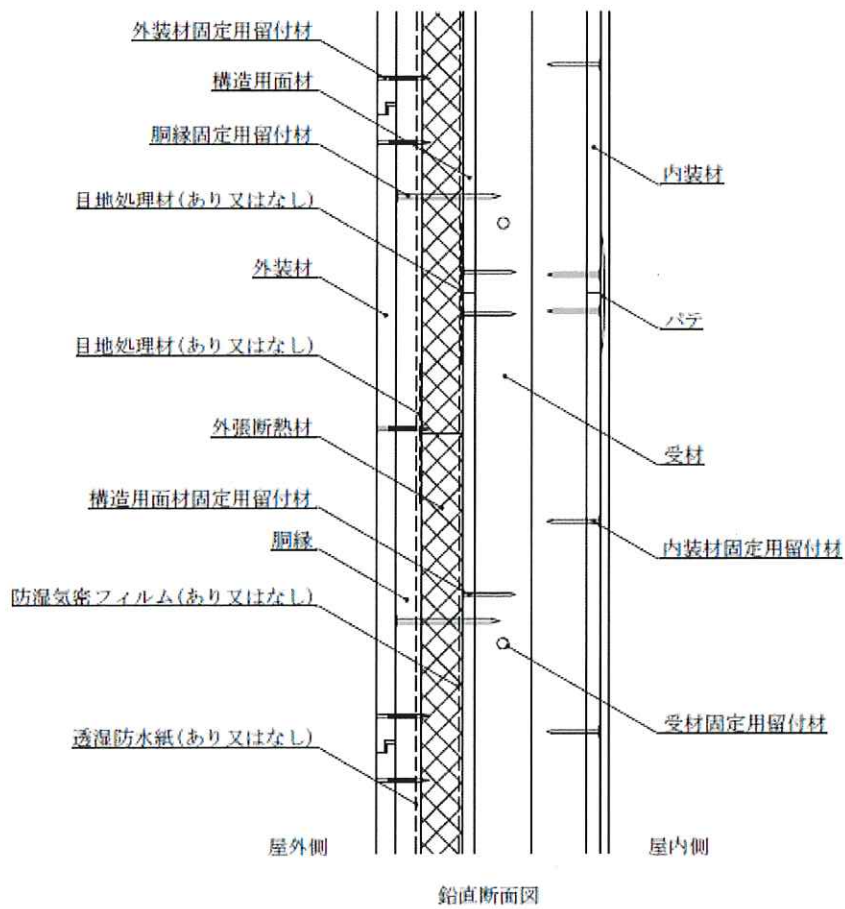 外装材固定用留付材
構造用面材
胴縁固定用留付材
目地処理材(あり又はなし)
外装材
目地処理材(あり又はなし)
外張断熱材
構造用面材固定用留付材
胴縁
防湿気密フィルム(あり又はなし)
透湿防水紙(あり又はなし)
内装材
パテ
受材
内装材固定用留付材
受材固定用留付材
屋外側
屋内側
鉛直断面図